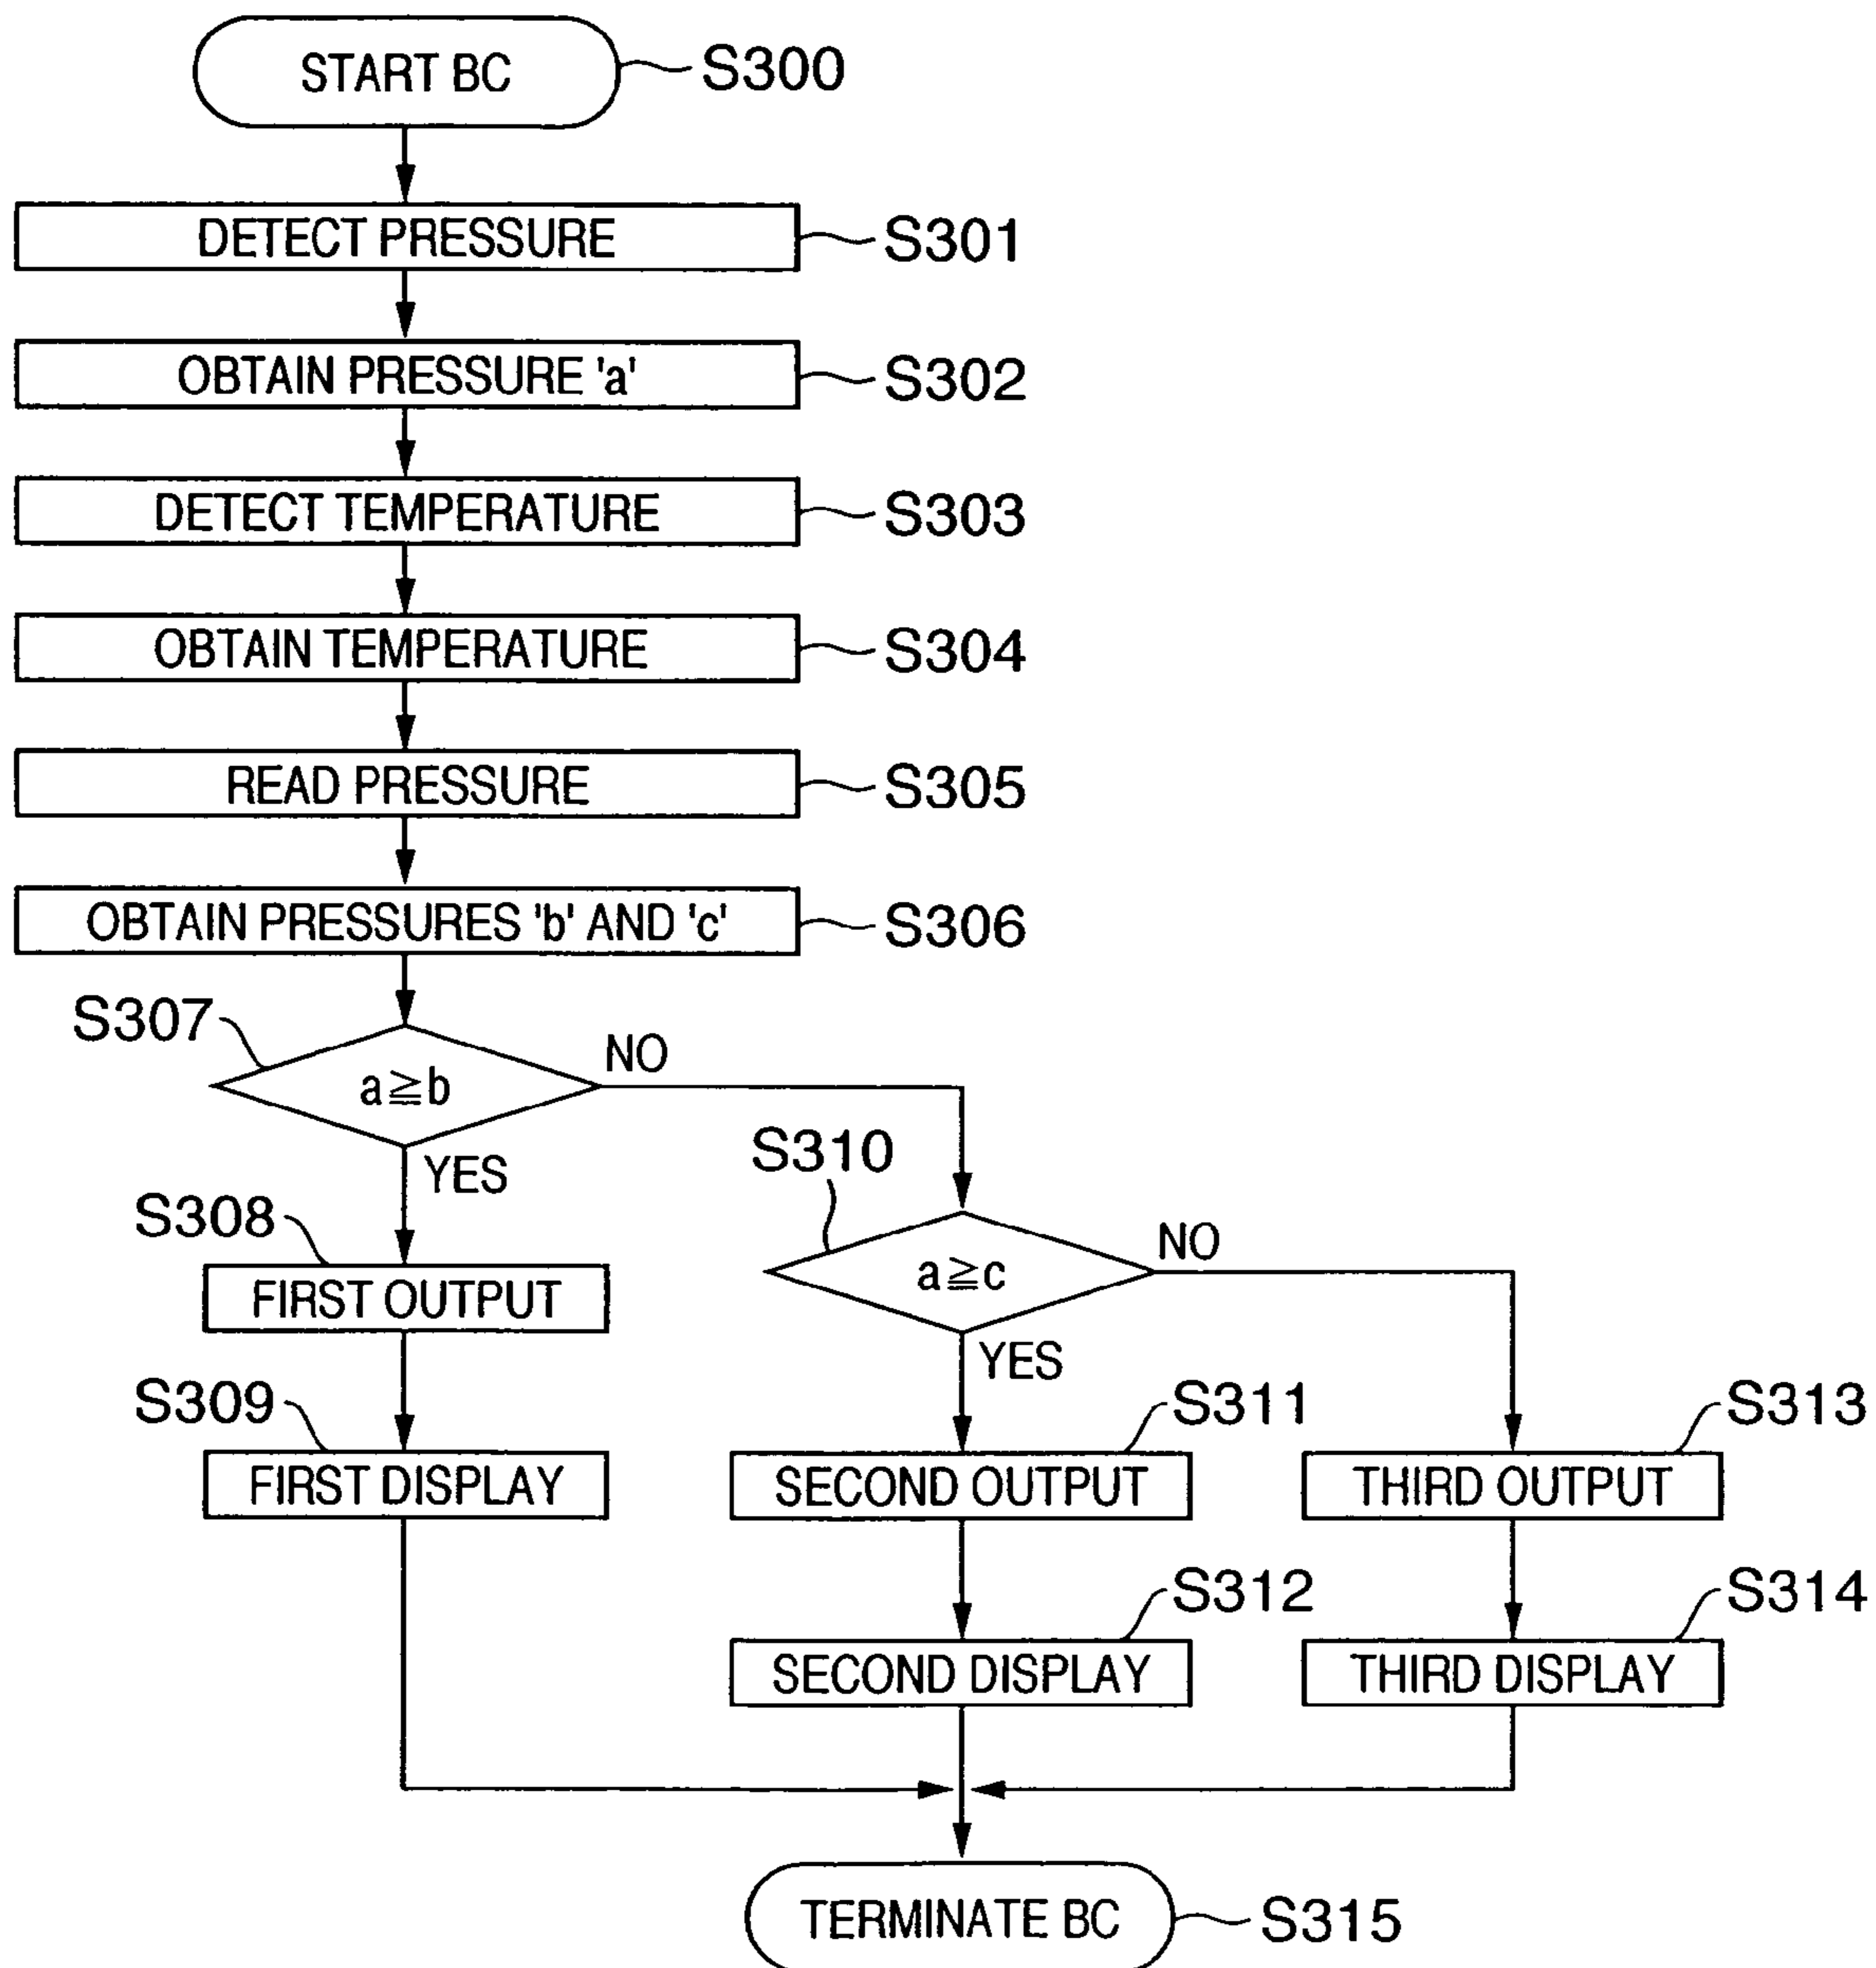 START BC
S300
DETECT PRESSURE
S301
OBTAIN PRESSURE 'a'
S302
DETECT TEMPERATURE
S303
OBTAIN TEMPERATURE
S304
READ PRESSURE
S305
OBTAIN PRESSURES 'b' AND 'c'
S306
S307
a≧b
NO
YES
S310
a≧c
NO
YES
S308
FIRST OUTPUT
S309
FIRST DISPLAY
S311
SECOND OUTPUT
S312
SECOND DISPLAY
S313
THIRD OUTPUT
S314
THIRD DISPLAY
TERMINATE BC
S315